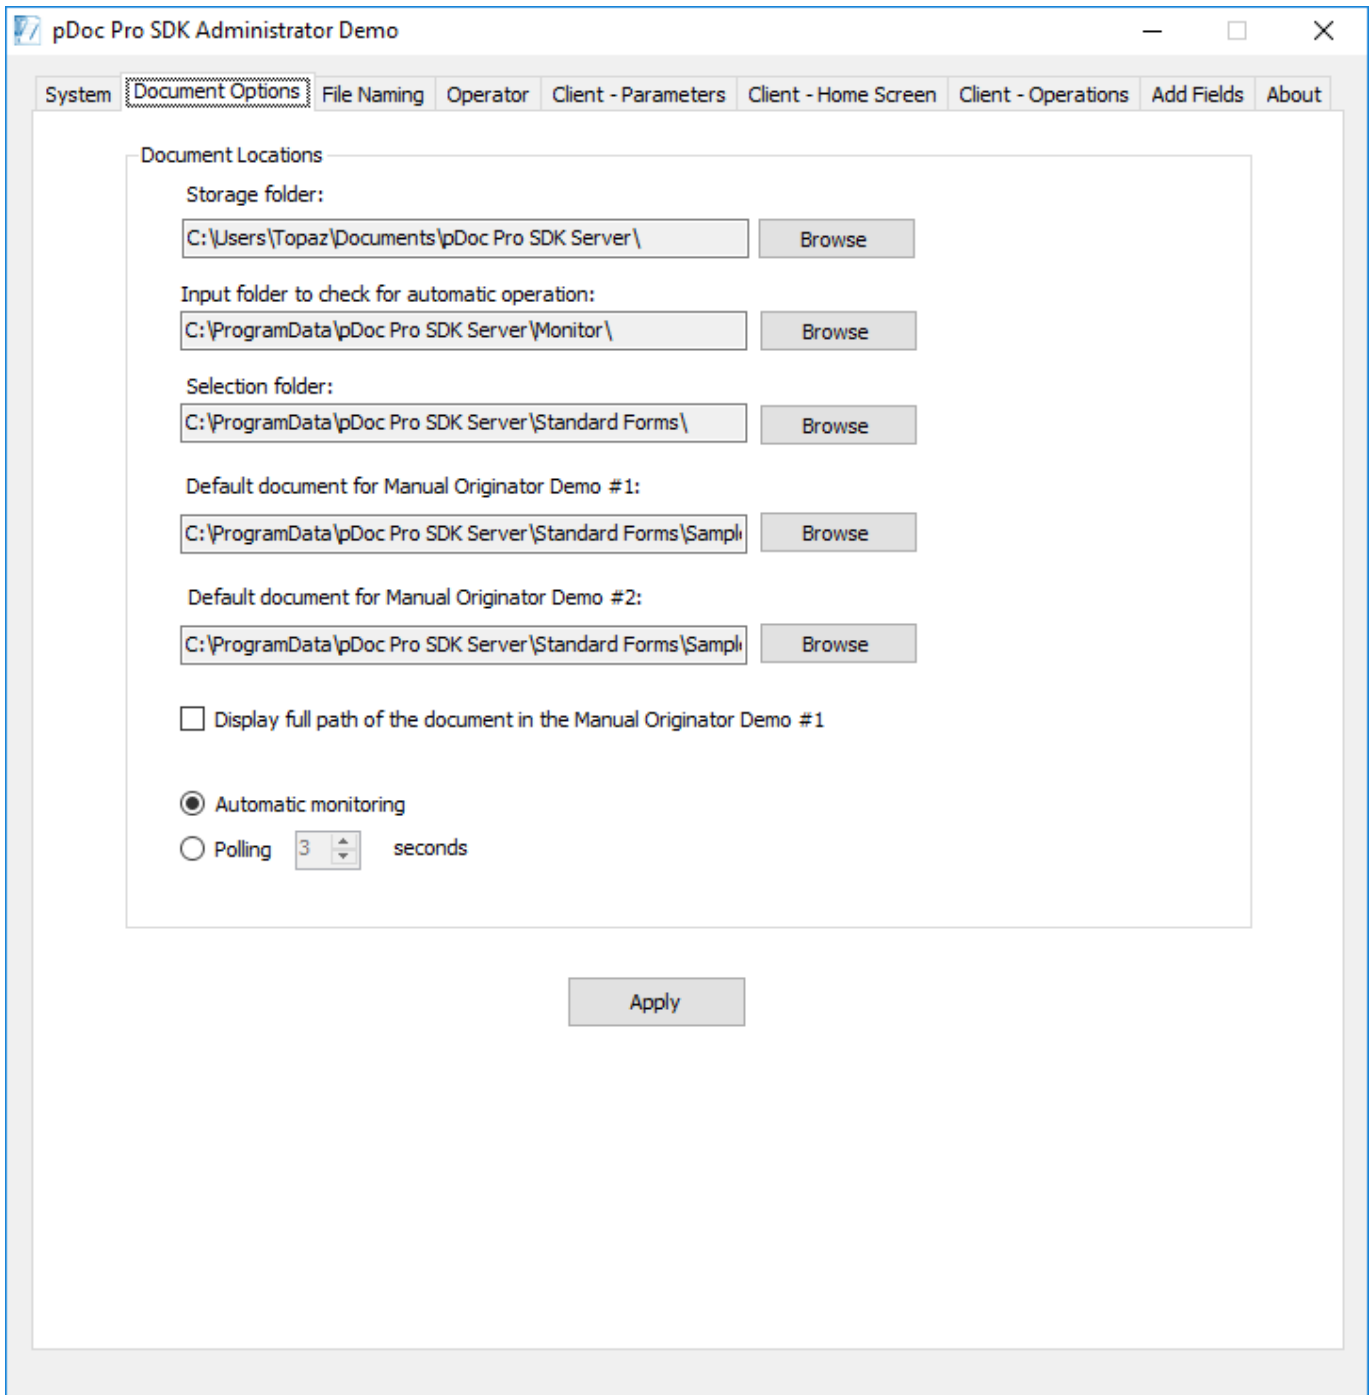 pDoc Pro SDK Administrator Demo
System Document Options File Naming Operator Client - Parameters Client - Home Screen Client - Operations Add Fields About
Document Locations
Storage folder:
C:\Users\Topaz\Documents\pDoc Pro SDK Server\ Browse
Input folder to check for automatic operation:
C:\ProgramData\pDoc Pro SDK Server\Monitor\ Browse
Selection folder:
C:\ProgramData\pDoc Pro SDK Server\Standard Forms\ Browse
Default document for Manual Originator Demo #1:
C:\ProgramData\pDoc Pro SDK Server\Standard Forms\Sampl Browse
Default document for Manual Originator Demo #2:
C:\ProgramData\pDoc Pro SDK Server\Standard Forms\Sampl Browse
Display full path of the document in the Manual Originator Demo #1
Automatic monitoring
Polling 3 seconds
Apply